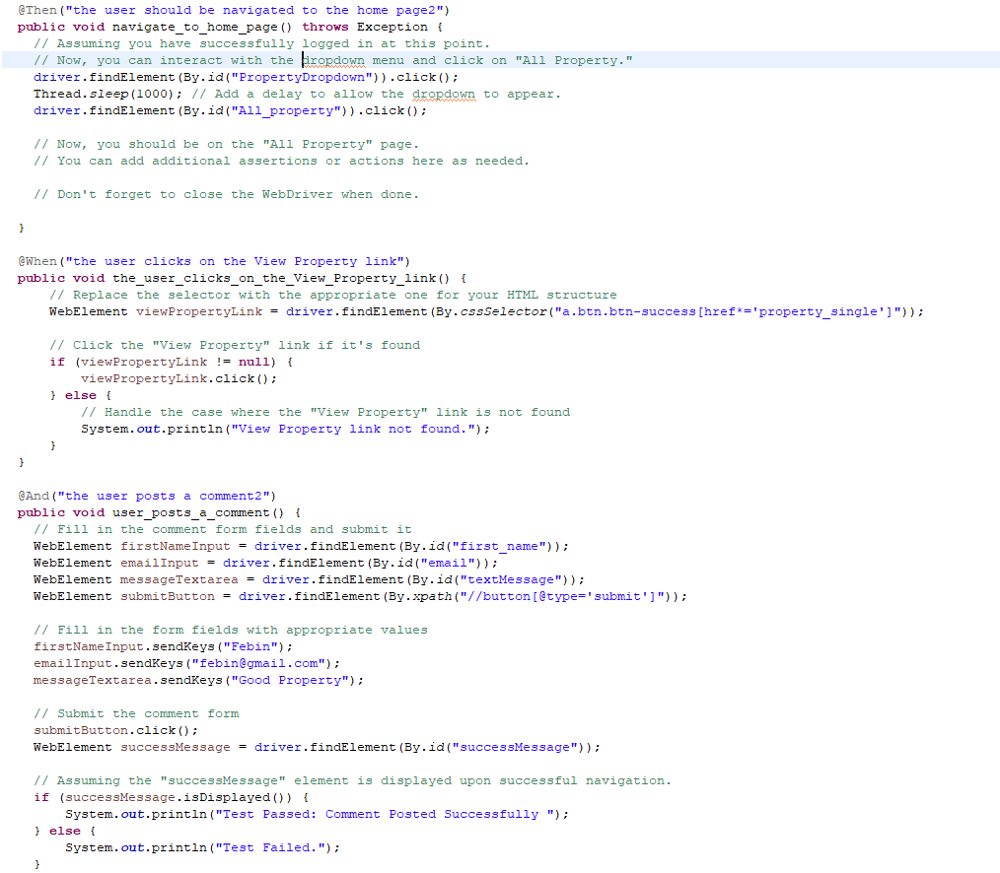 @Then("the user should be navigated to the home page2")
public void navigate_to_home_page() throws Exception {
// Assuming you have successfully logged in at this point.
// Now, you can interact with the dropdown menu and click on "All Property."
driver.findElement(By.id("PropertyDropdown")).click();
Thread.sleep(1000); // Add a delay to allow the dropdown to appear.
driver.findElement(By.id("All_property")).click();
// Now, you should be on the "All Property" page.
// You can add additional assertions or actions here as needed.
// Don't forget to close the WebDriver when done.
}
@When("the user clicks on the View Property link")
public void the_user_clicks_on_the_View_Property_link() {
// Replace the selector with the appropriate one for your HTML structure
WebElement viewPropertyLink = driver.findElement(By.cssSelector("a.btn.btn-success[href*='property_single']"));
// Click the "View Property" link if it's found
if (viewPropertyLink != null) {
viewPropertyLink.click();
} else {
// Handle the case where the "View Property" link is not found
System.out.println("View Property link not found.");
}
}
@And("the user posts a comment2")
public void user_posts_a_comment() {
// Fill in the comment form fields and submit it
WebElement firstNameInput = driver.findElement(By.id("first_name"));
WebElement emailInput = driver.findElement(By.id("email"));
WebElement messageTextarea = driver.findElement(By.id("textMessage"));
WebElement submitButton = driver.findElement(By.xpath("//button[@type='submit']"));
// Fill in the form fields with appropriate values
firstNameInput.sendKeys("Febin");
emailInput.sendKeys("febin@gmail.com");
messageTextarea.sendKeys("Good Property");
// Submit the comment form
submitButton.click();
WebElement successMessage = driver.findElement(By.id("successMessage"));
// Assuming the "successMessage" element is displayed upon successful navigation.
if (successMessage.isDisplayed()) {
System.out.println("Test Passed: Comment Posted Successfully ");
} else {
System.out.println("Test Failed.");
}